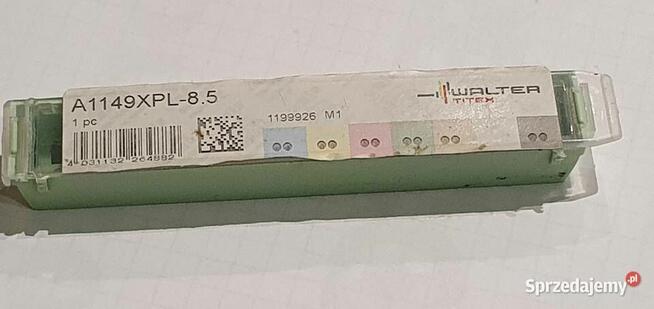 A1149XPL-8.5
1 pc
4 031132 264882
1199926 M1
WALTER
TITEX
Sprzedajemy.pl